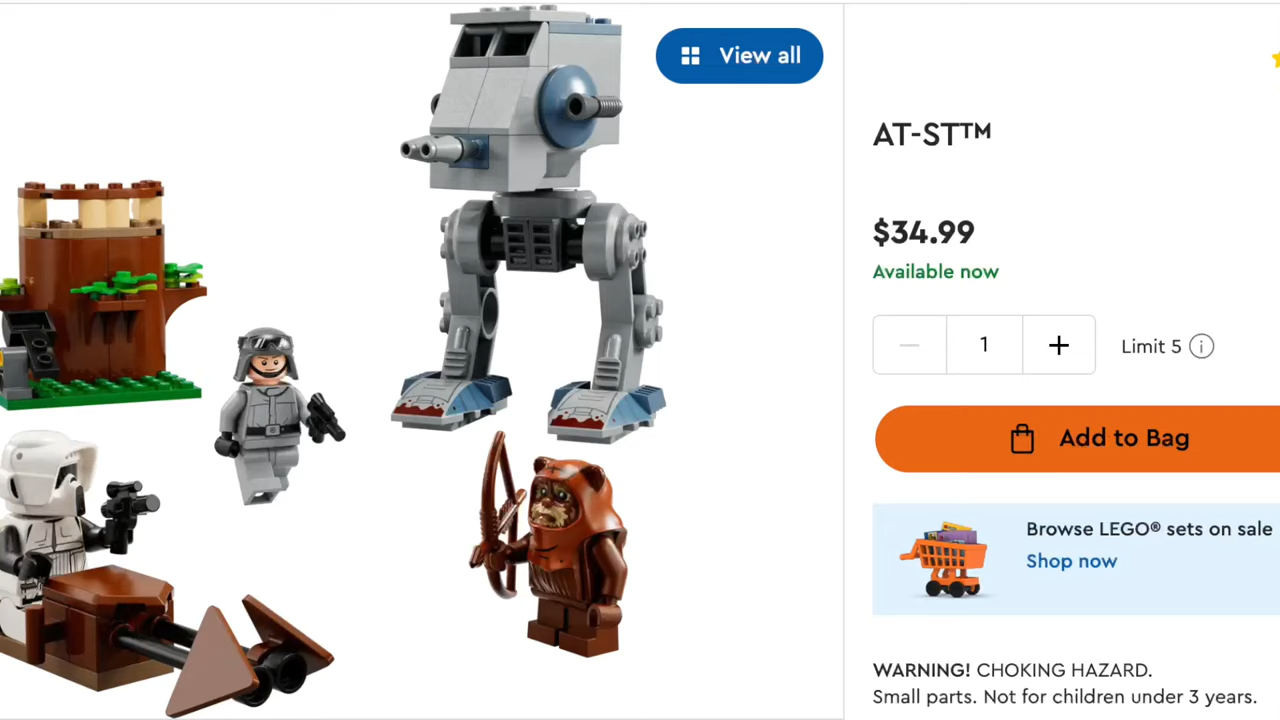 View all
AT-ST™
$34.99
Available now
1
Limit 5
Add to Bag
Browse LEGO® sets on sale
Shop now
WARNING! CHOKING HAZARD.
Small parts. Not for children under 3 years.